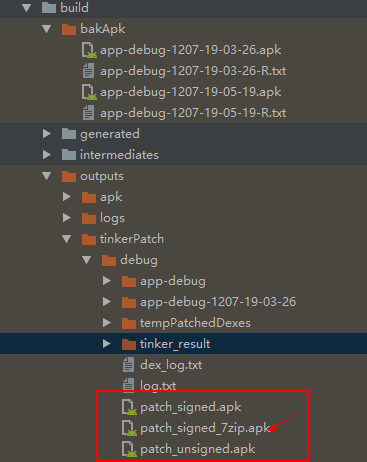 build
bakApk
app-debug-1207-19-03-26.apk
app-debug-1207-19-03-26-R.txt
app-debug-1207-19-05-19.apk
app-debug-1207-19-05-19-R.txt
generated
intermediates
outputs
apk
logs
tinkerPatch
debug
app-debug
app-debug-1207-19-03-26
tempPatchedDexes
tinker_result
dex_log.txt
log.txt
patch_signed.apk
patch_signed_7zip.apk
patch_unsigned.apk